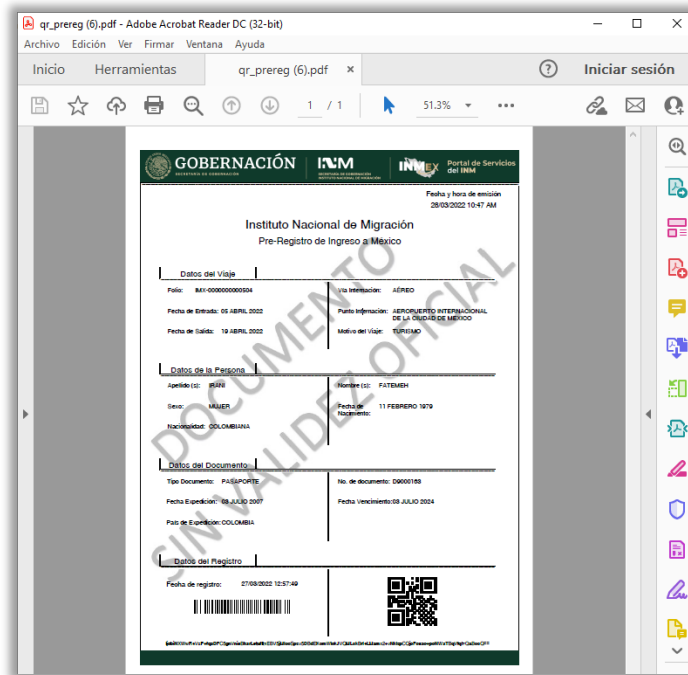 qr_prereg (6).pdf - Adobe Acrobat Reader DC (32-bit)
Archivo Edición Ver Firmar Ventana Ayuda
Inicio Herramientas qr_prereg (6).pdf × Iniciar sesión
1 / 1 51.3%
GOBERNACIÓN INM INMEX Portal de Servicios del INM
SECRETARÍA DE GOBERNACIÓN
Fecha y hora de emisión
28/03/2022 10:47 AM
Instituto Nacional de Migración
Pre-Registro de Ingreso a México
Datos del Viaje
Folio: IMX-0000000000504 Vía Internación: AÉREO
Fecha de Entrada: 05 ABRIL 2022 Punto Internación: AEROPUERTO INTERNACIONAL DE LA CIUDAD DE MÉXICO
Fecha de Salida: 19 ABRIL 2022 Motivo del Viaje: TURISMO
Datos de la Persona
Apellido (s): IRANI Nombre (s): FATEMEH
Sexo: MUJER Fecha de Nacimiento: 11 FEBRERO 1979
Nacionalidad: COLOMBIANA
Datos del Documento
Tipo Documento: PASAPORTE No. de documento: D9000163
Fecha Expedición: 08 JULIO 2007 Fecha Vencimiento: 08 JULIO 2024
País de Expedición: COLOMBIA
Datos del Registro
Fecha de registro: 27/03/2022 12:57:49
DOCUMENTO
SIN VALIDEZ OFICIAL